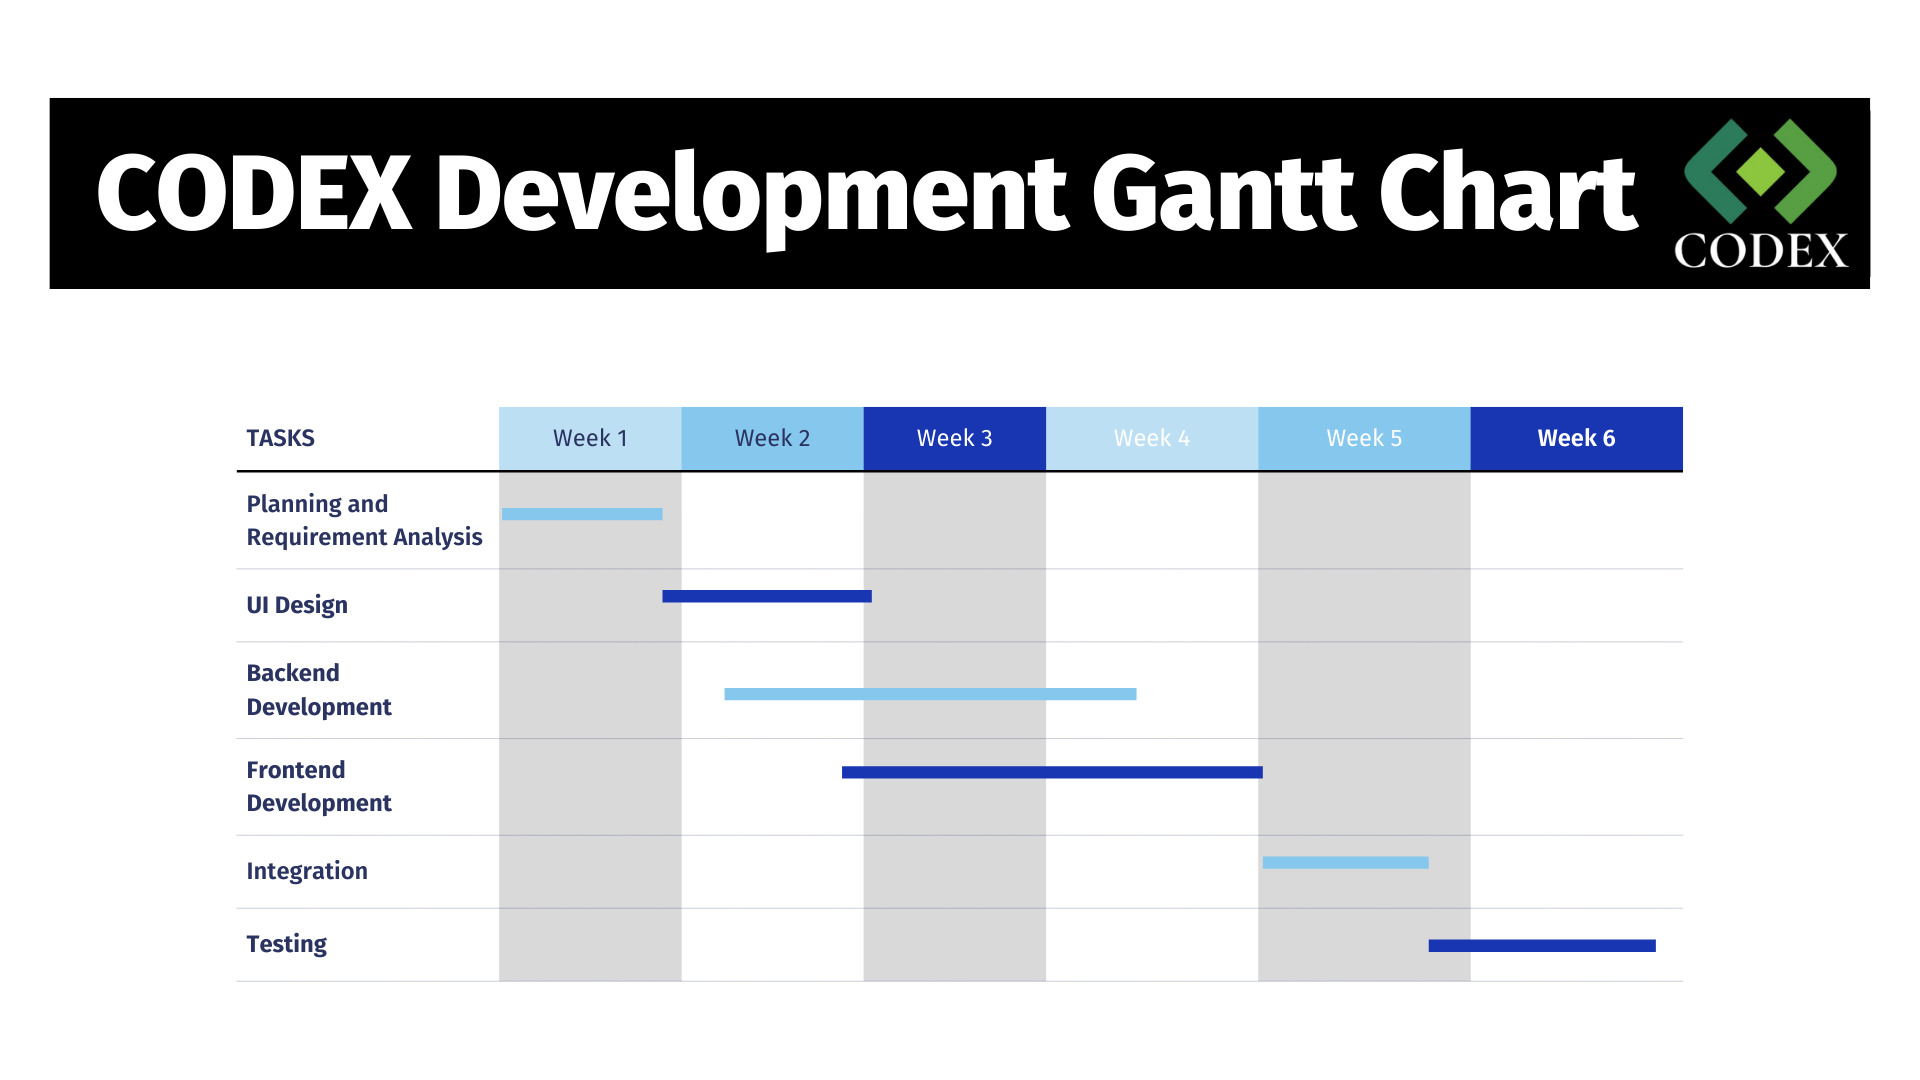 CODEX Development Gantt Chart
CODEX
TASKS Week 1 Week 2 Week 3 Week 4 Week 5 Week 6
Planning and
Requirement Analysis
UI Design
Backend
Development
Frontend
Development
Integration
Testing